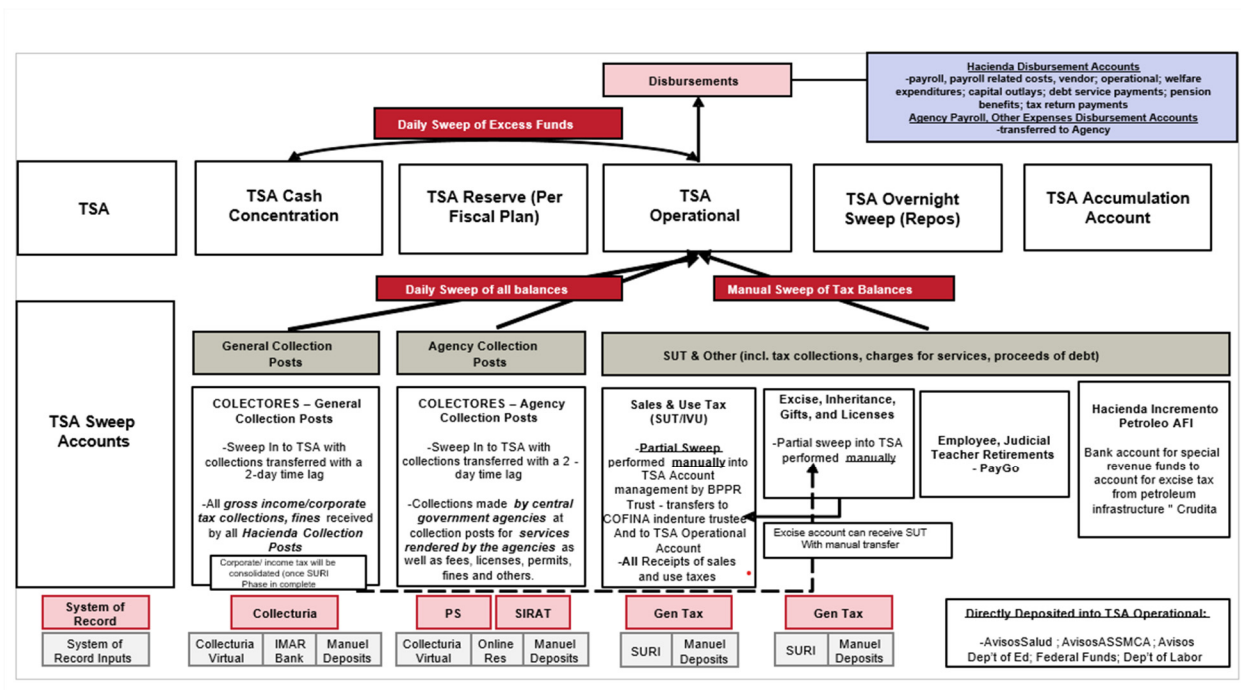 Disbursements
Hacienda Disbursement Accounts
-payroll, payroll related costs, vendor; operational; welfare
expenditures; capital outlays; debt service payments; pension
benefits; tax return payments
Agency Payroll, Other Expenses Disbursement Accounts
-transferred to Agency
Daily Sweep of Excess Funds
TSA
TSA Cash
Concentration
TSA Reserve (Per
Fiscal Plan)
TSA
Operational
TSA Overnight
Sweep (Repos)
TSA Accumulation
Account
Daily Sweep of all balances
Manual Sweep of Tax Balances
TSA Sweep
Accounts
General Collection
Posts
Agency Collection
Posts
SUT & Other (incl. tax collections, charges for services, proceeds of debt)
COLECTORES – General
Collection Posts
-Sweep In to TSA with
collections transferred with a
2-day time lag
-All gross income/corporate
tax collections, fines received
by all Hacienda Collection
Posts
Corporate/ income tax will be
consolidated (once SURI
Phase in complete
COLECTORES – Agency
Collection Posts
-Sweep In to TSA with
collections transferred with a 2 -
day time lag
-Collections made by central
government agencies at
collection posts for services
rendered by the agencies as
well as fees, licenses, permits,
fines and others.
Sales & Use Tax
(SUT/IVU)
-Partial Sweep
performed manually into
TSA Account
management by BPPR
Trust - transfers to
COFINA indenture trustee
And to TSA Operational
Account
-All Receipts of sales
and use taxes
Excise, Inheritance,
Gifts, and Licenses
-Partial sweep into TSA
performed manually
Excise account can receive SUT
With manual transfer
Employee, Judicial
Teacher Retirements
- PayGo
Hacienda Incremento
Petroleo AFI
Bank account for special
revenue funds to
account for excise tax
from petroleum
infrastructure " Crudita
System of
Record
Collecturia
PS
SIRAT
Gen Tax
Gen Tax
System of
Record Inputs
Collecturia
Virtual
IMAR
Bank
Manuel
Deposits
Collecturia
Virtual
Online
Res
Manuel
Deposits
SURI
Manuel
Deposits
SURI
Manuel
Deposits
Directly Deposited into TSA Operational:
-AvisosSalud ; AvisosASSMCA ; Avisos
Dep't of Ed; Federal Funds; Dep't of Labor